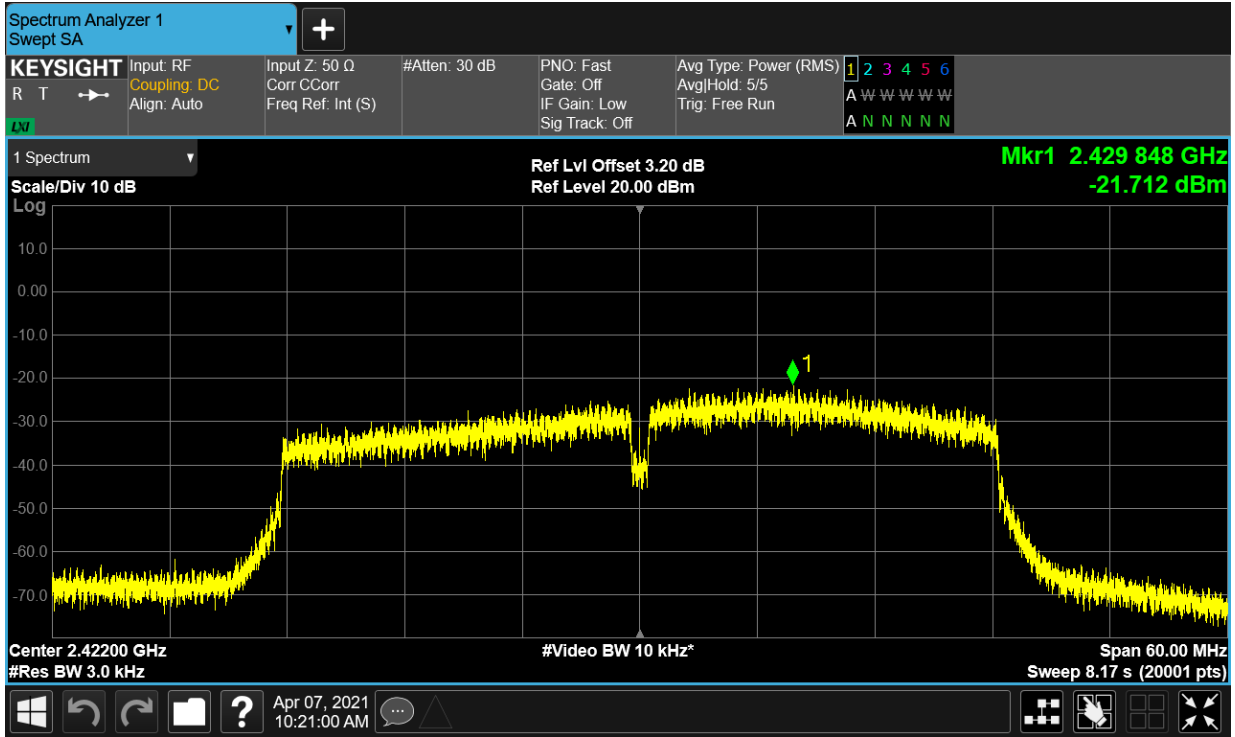 Spectrum Analyzer 1
Swept SA
+
KEYSIGHT
R T
LXI
Input: RF
Coupling: DC
Align: Auto
Input Z: 50 Ω
Corr CCorr
Freq Ref: Int (S)
#Atten: 30 dB
PNO: Fast
Gate: Off
IF Gain: Low
Sig Track: Off
Avg Type: Power (RMS)
Avg|Hold: 5/5
Trig: Free Run
1 2 3 4 5 6
A W W W W W
A N N N N N
1 Spectrum
Scale/Div 10 dB
Log
Ref Lvl Offset 3.20 dB
Ref Level 20.00 dBm
Mkr1 2.429 848 GHz
-21.712 dBm
10.0
0.00
-10.0
-20.0
-30.0
-40.0
-50.0
-60.0
-70.0
1
Center 2.42200 GHz
#Res BW 3.0 kHz
#Video BW 10 kHz*
Span 60.00 MHz
Sweep 8.17 s (20001 pts)
?
Apr 07, 2021
10:21:00 AM